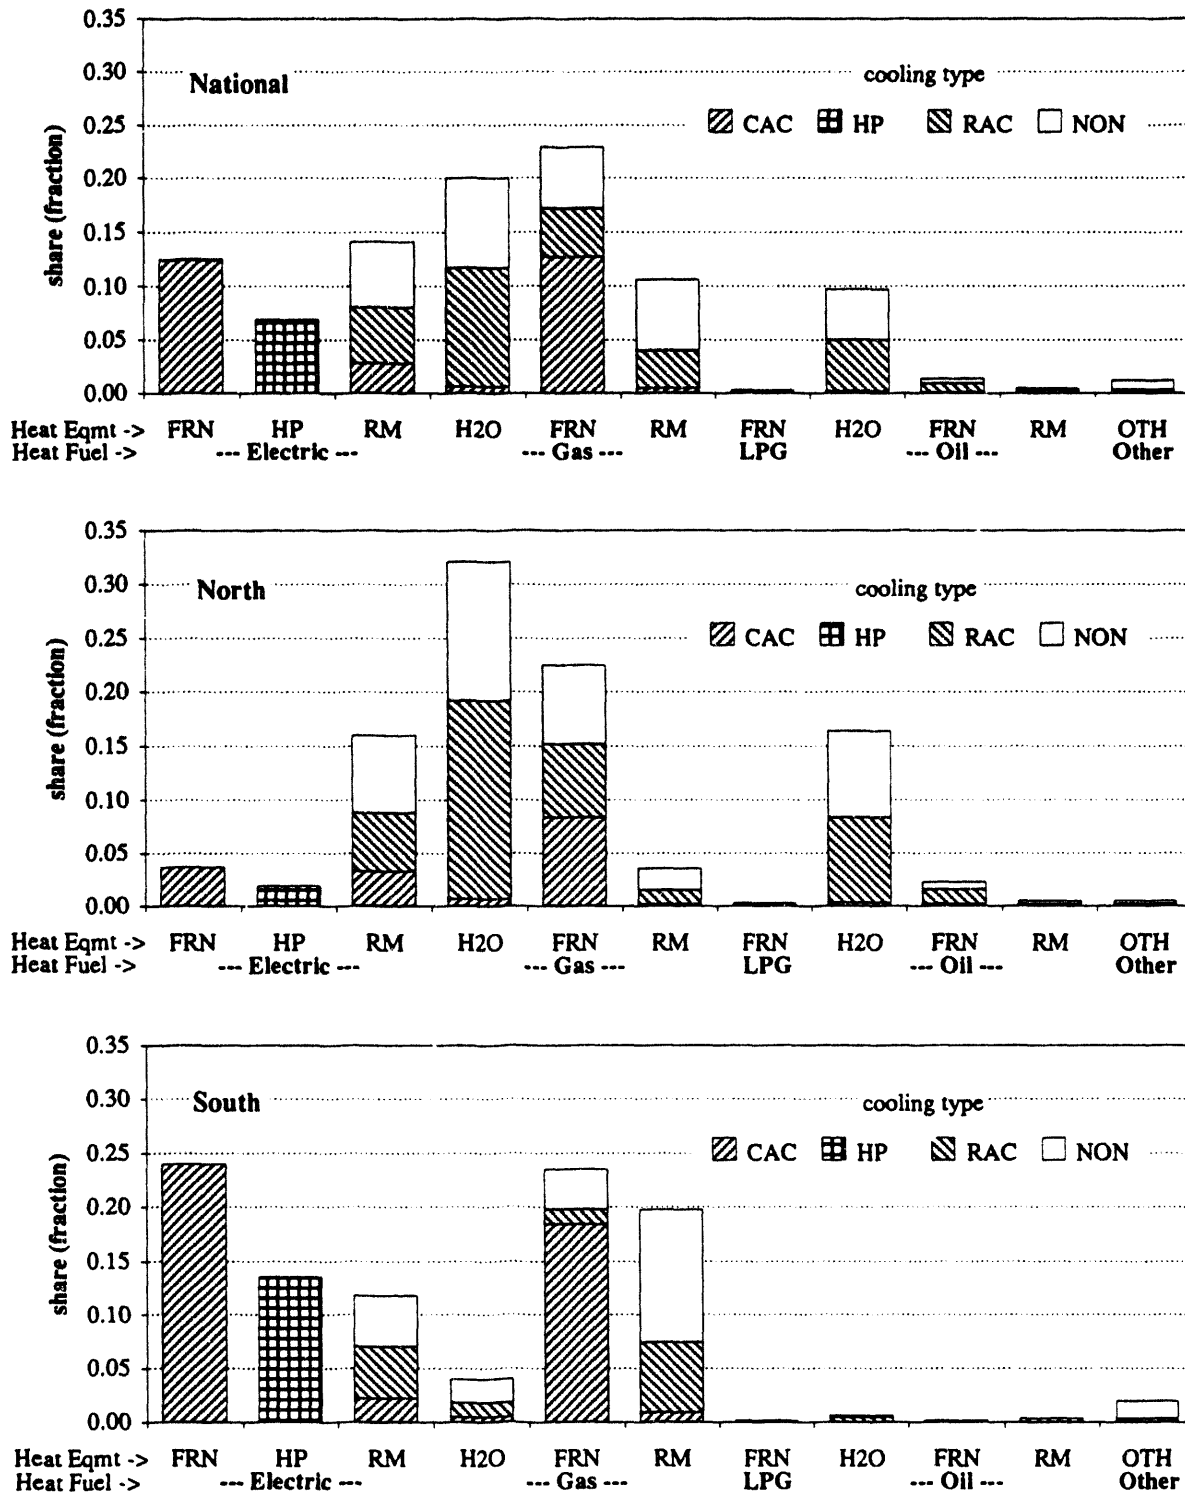 0.35
0.30
0.25
0.20
0.15
0.10
0.05
0.00
share (fraction)
National
cooling type
CAC HP RAC NON
Heat Eqmt -> FRN HP RM H2O FRN RM FRN H2O FRN RM OTH
Heat Fuel -> --- Electric --- --- Gas --- LPG --- Oil --- Other
0.35
0.30
0.25
0.20
0.15
0.10
0.05
0.00
share (fraction)
North
cooling type
CAC HP RAC NON
Heat Eqmt -> FRN HP RM H2O FRN RM FRN H2O FRN RM OTH
Heat Fuel -> --- Electric --- --- Gas --- LPG --- Oil --- Other
0.35
0.30
0.25
0.20
0.15
0.10
0.05
0.00
share (fraction)
South
cooling type
CAC HP RAC NON
Heat Eqmt -> FRN HP RM H2O FRN RM FRN H2O FRN RM OTH
Heat Fuel -> --- Electric --- --- Gas --- LPG --- Oil --- Other